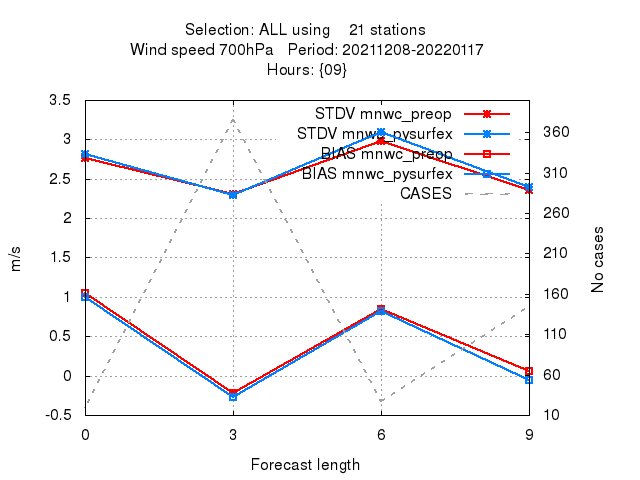 Selection: ALL using    21 stations
Wind speed 700hPa   Period: 20211208-20220117
Hours: {09}
STDV mnwc_preop
STDV mnwc_pysurfex
BIAS mnwc_preop
BIAS mnwc_pysurfex
CASES
3.5
3
2.5
2
1.5
1
0.5
0
-0.5
m/s
360
310
260
210
160
110
60
10
No cases
0 3 6 9
Forecast length